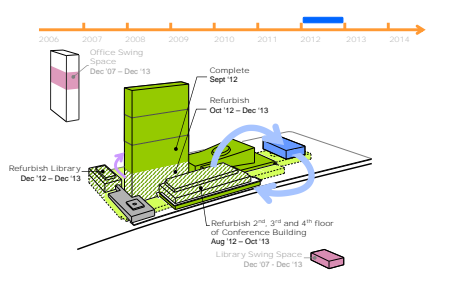 2006 2007 2008 2009 2010 2011 2012 2013 2014
Office Swing
Space
Dec '07 – Dec '13
Complete
Sept '12
Refurbish
Oct '12 – Dec '13
Refurbish Library
Dec '12 – Dec '13
Refurbish 2nd, 3rd and 4th floor
of Conference Building
Aug '12 – Oct '13
Library Swing Space
Dec '07 - Dec '13